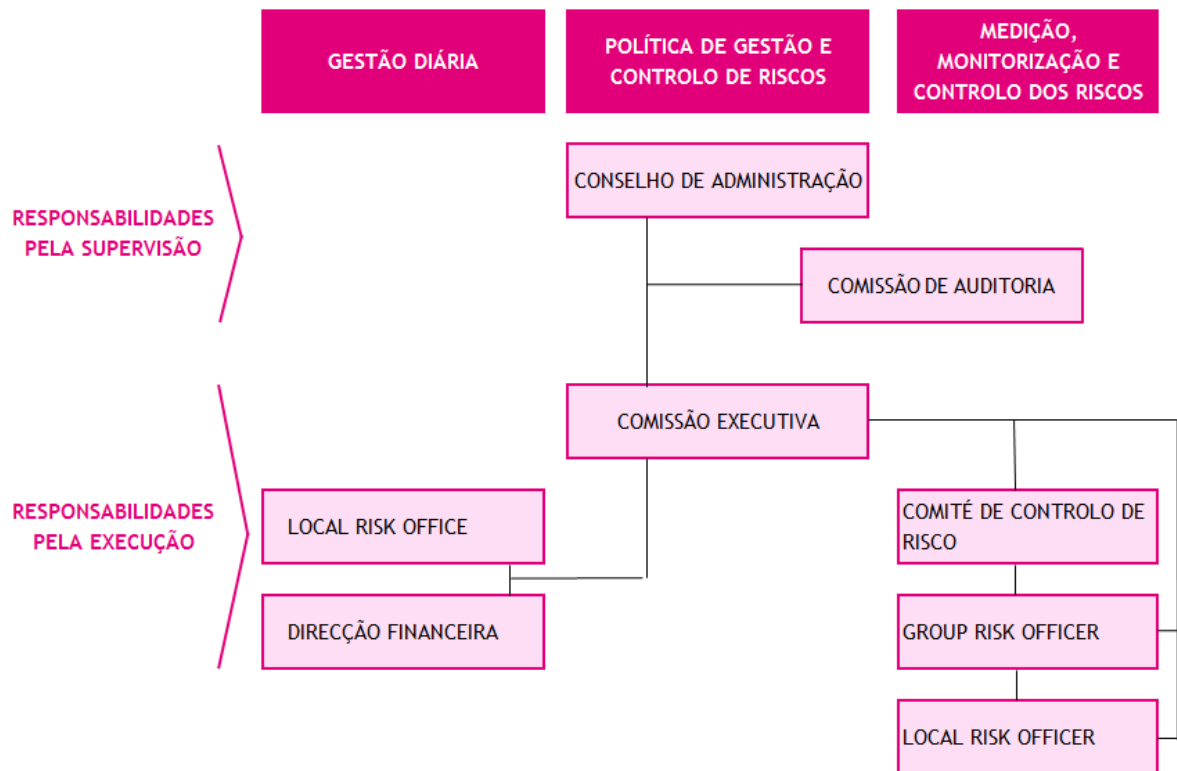 GESTÃO DIÁRIA
POLÍTICA DE GESTÃO E
CONTROLO DE RISCOS
MEDIÇÃO,
MONITORIZAÇÃO E
CONTROLO DOS RISCOS
RESPONSABILIDADES
PELA SUPERVISÃO
CONSELHO DE ADMINISTRAÇÃO
COMISSÃO DE AUDITORIA
RESPONSABILIDADES
PELA EXECUÇÃO
COMISSÃO EXECUTIVA
LOCAL RISK OFFICE
DIRECÇÃO FINANCEIRA
COMITÉ DE CONTROLO DE
RISCO
GROUP RISK OFFICER
LOCAL RISK OFFICER